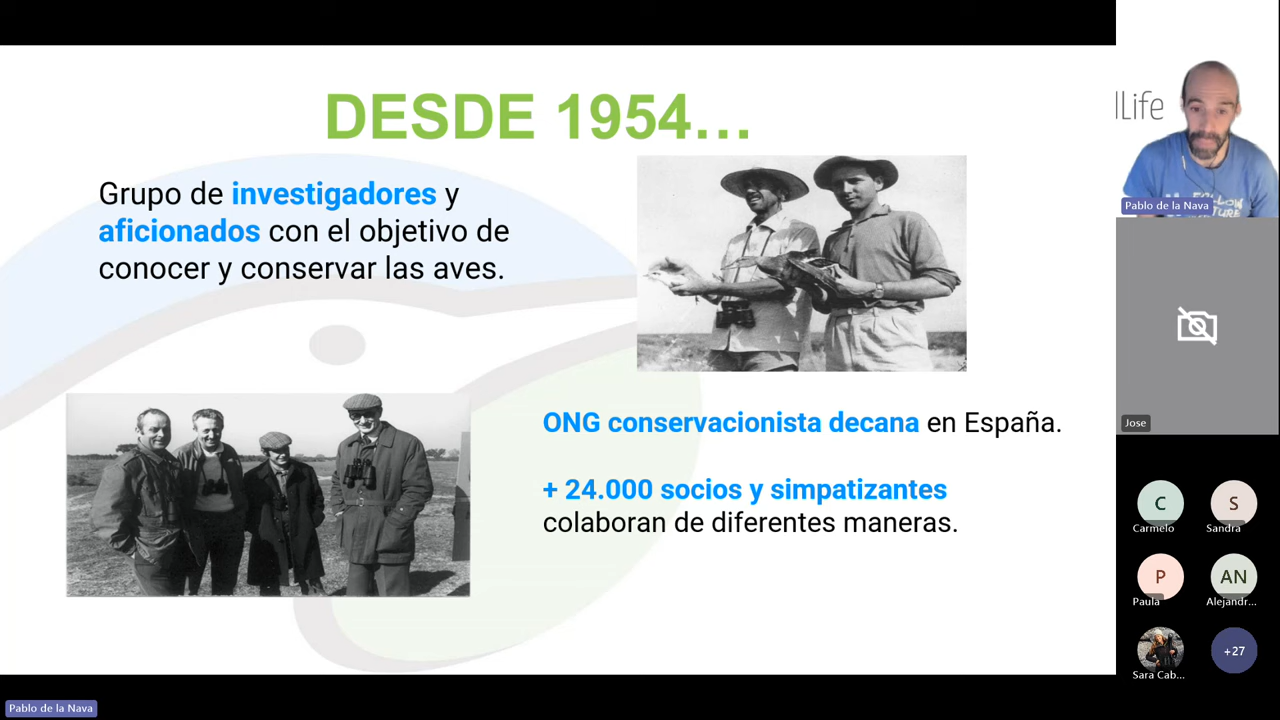 DESDE 1954...
Grupo de investigadores y
aficionados con el objetivo de
conocer y conservar las aves.
ONG conservacionista decana en España.
+ 24.000 socios y simpatizantes
colaboran de diferentes maneras.
Life
Pablo de la Nava
Jose
C
Carmelo
S
Sandra
P
Paula
AN
Alejandr...
Sara Cab...
+27
Pablo de la Nava